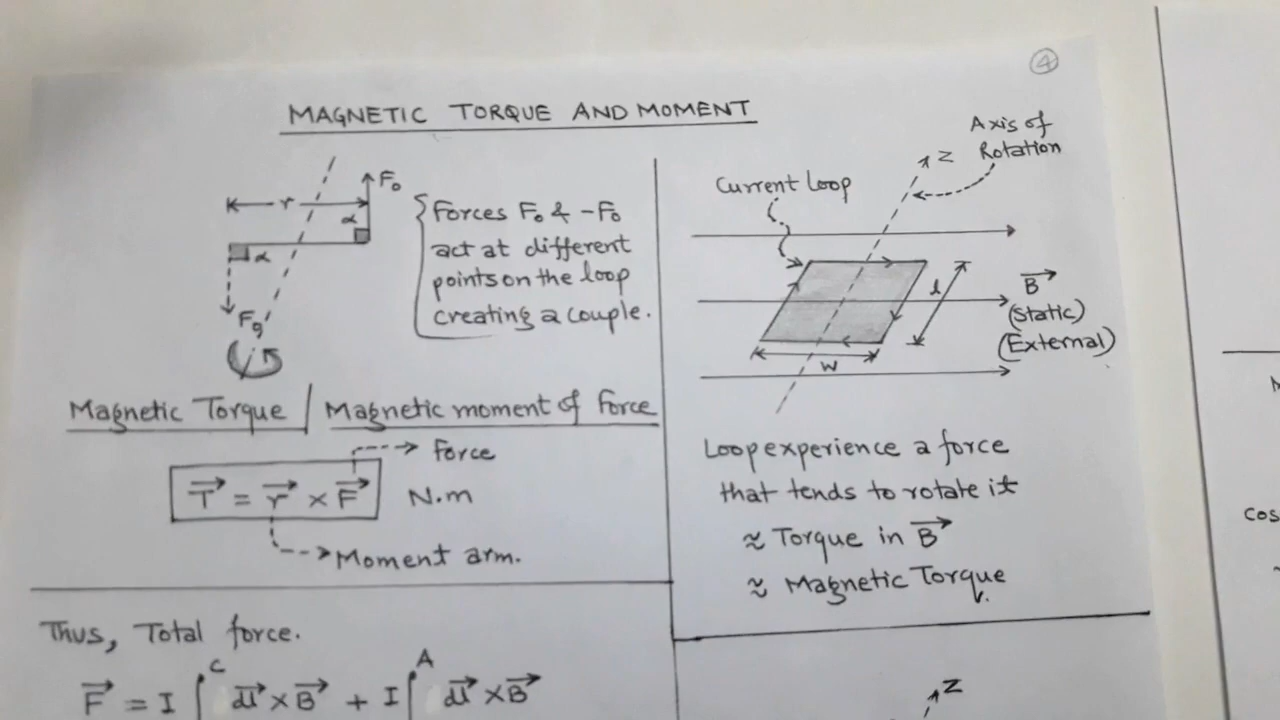 4
MAGNETIC TORQUE AND MOMENT
r
F₀
α
α
F₀
{Forces F₀ & -F₀
act at different
points on the loop
creating a couple.
Magnetic Torque / Magnetic moment of force
Force
T⃗ = r⃗ × F⃗ N.m
Moment arm.
Thus, Total force.
F⃗ = I ∫^C dl⃗ × B⃗ + I ∫^A dl⃗ × B⃗
Axis of
Rotation
Z
Current loop
l
B⃗
(Static)
(External)
w
Loop experience a force
that tends to rotate it
≈ Torque in B⃗
≈ Magnetic Torque
Z
cos